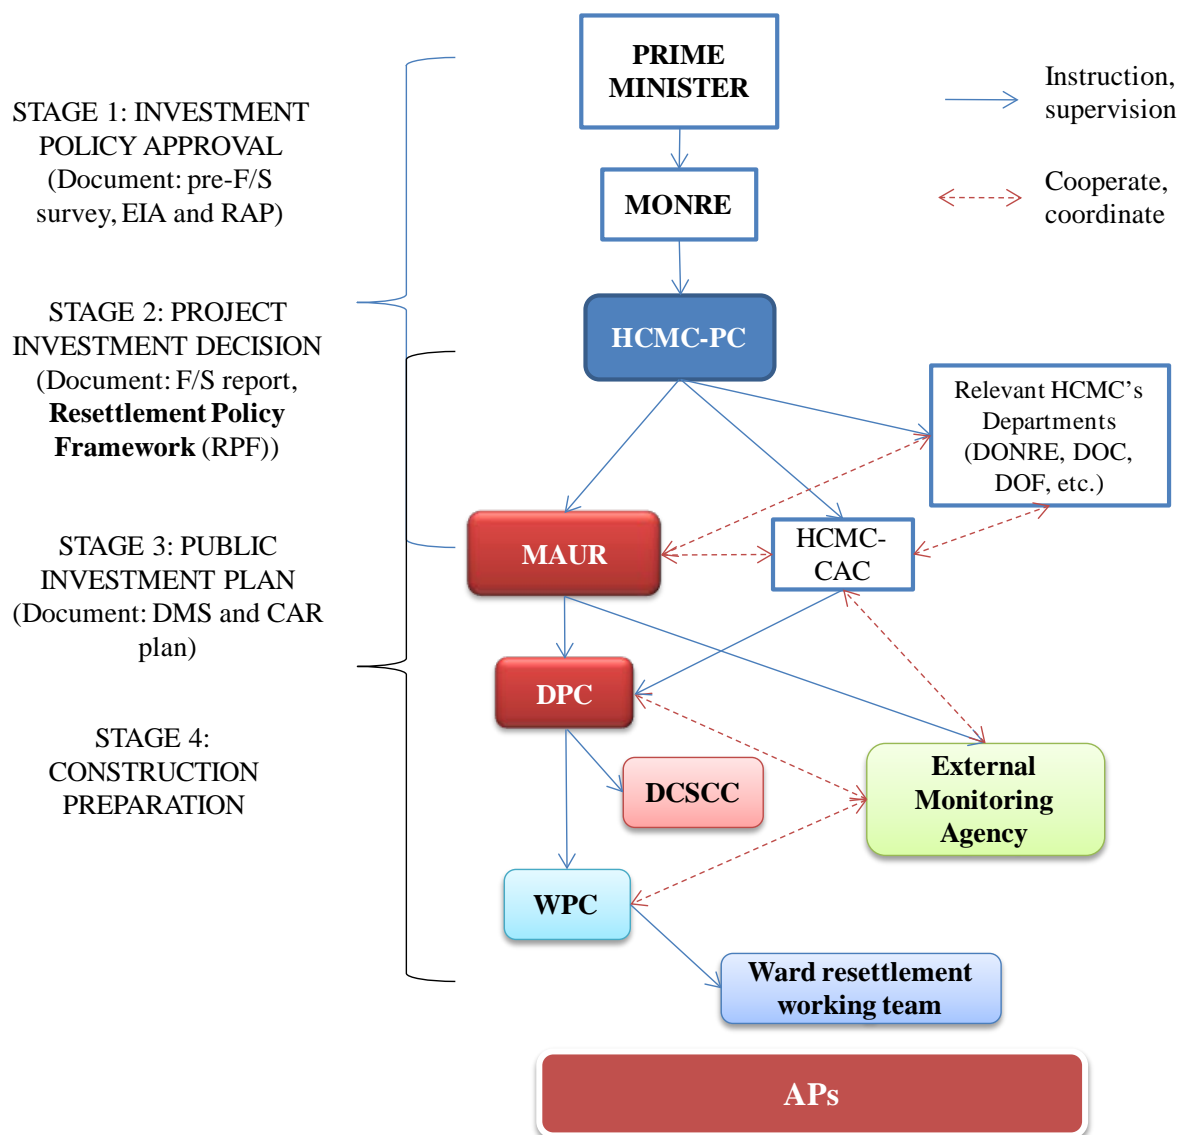 PRIME
MINISTER
Instruction,
supervision
STAGE 1: INVESTMENT
POLICY APPROVAL
(Document: pre-F/S
survey, EIA and RAP)
MONRE
Cooperate,
coordinate
STAGE 2: PROJECT
INVESTMENT DECISION
(Document: F/S report,
Resettlement Policy
Framework (RPF))
HCMC-PC
Relevant HCMC's
Departments
(DONRE, DOC,
DOF, etc.)
STAGE 3: PUBLIC
INVESTMENT PLAN
(Document: DMS and CAR
plan)
MAUR
HCMC-
CAC
DPC
STAGE 4:
CONSTRUCTION
PREPARATION
DCSCC
External
Monitoring
Agency
WPC
Ward resettlement
working team
APs